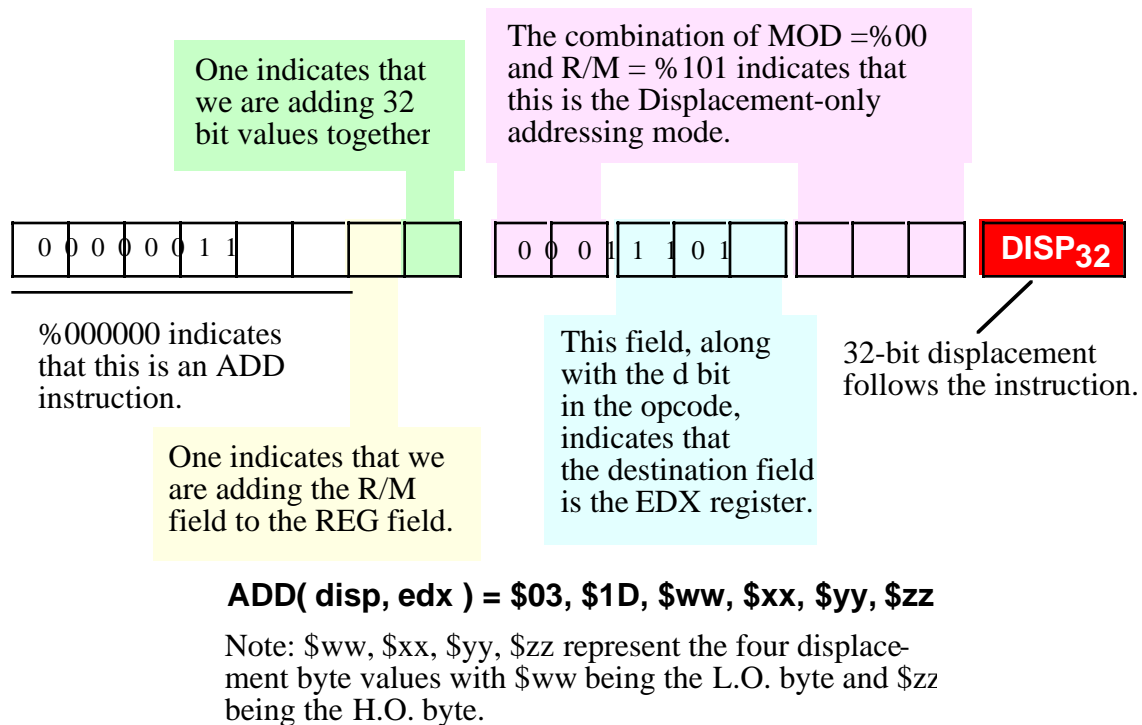 One indicates that
we are adding 32
bit values together
The combination of MOD =%00
and R/M = %101 indicates that
this is the Displacement-only
addressing mode.
0 0 0 0 0 0 1 1
0 0 0 1 1 1 0 1
DISP32
%000000 indicates
that this is an ADD
instruction.
One indicates that we
are adding the R/M
field to the REG field.
This field, along
with the d bit
in the opcode,
indicates that
the destination field
is the EDX register.
32-bit displacement
follows the instruction.
ADD( disp, edx ) = $03, $1D, $ww, $xx, $yy, $zz
Note: $ww, $xx, $yy, $zz represent the four displace-
ment byte values with $ww being the L.O. byte and $zz
being the H.O. byte.